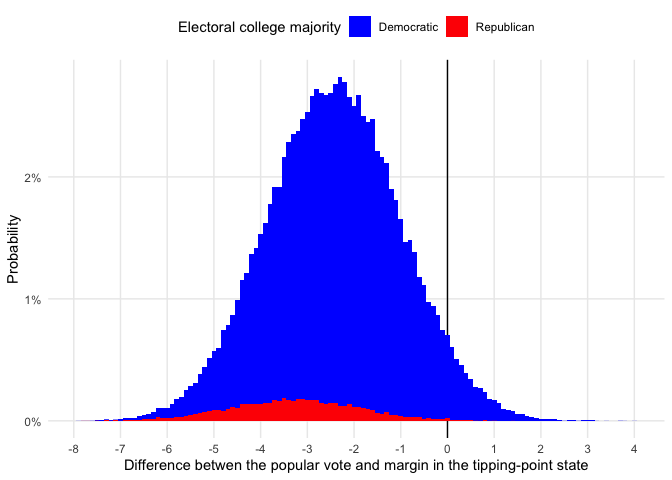 Electoral college majority Democratic Republican
Probability
2%
1%
0%
-8 -7 -6 -5 -4 -3 -2 -1 0 1 2 3 4
Difference betwen the popular vote and margin in the tipping-point state